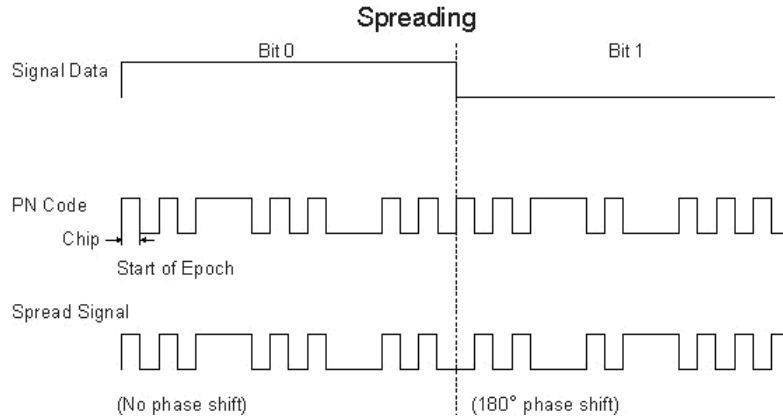 Spreading
Bit 0 Bit 1
Signal Data
PN Code
Chip
Start of Epoch
Spread Signal
(No phase shift) (180° phase shift)